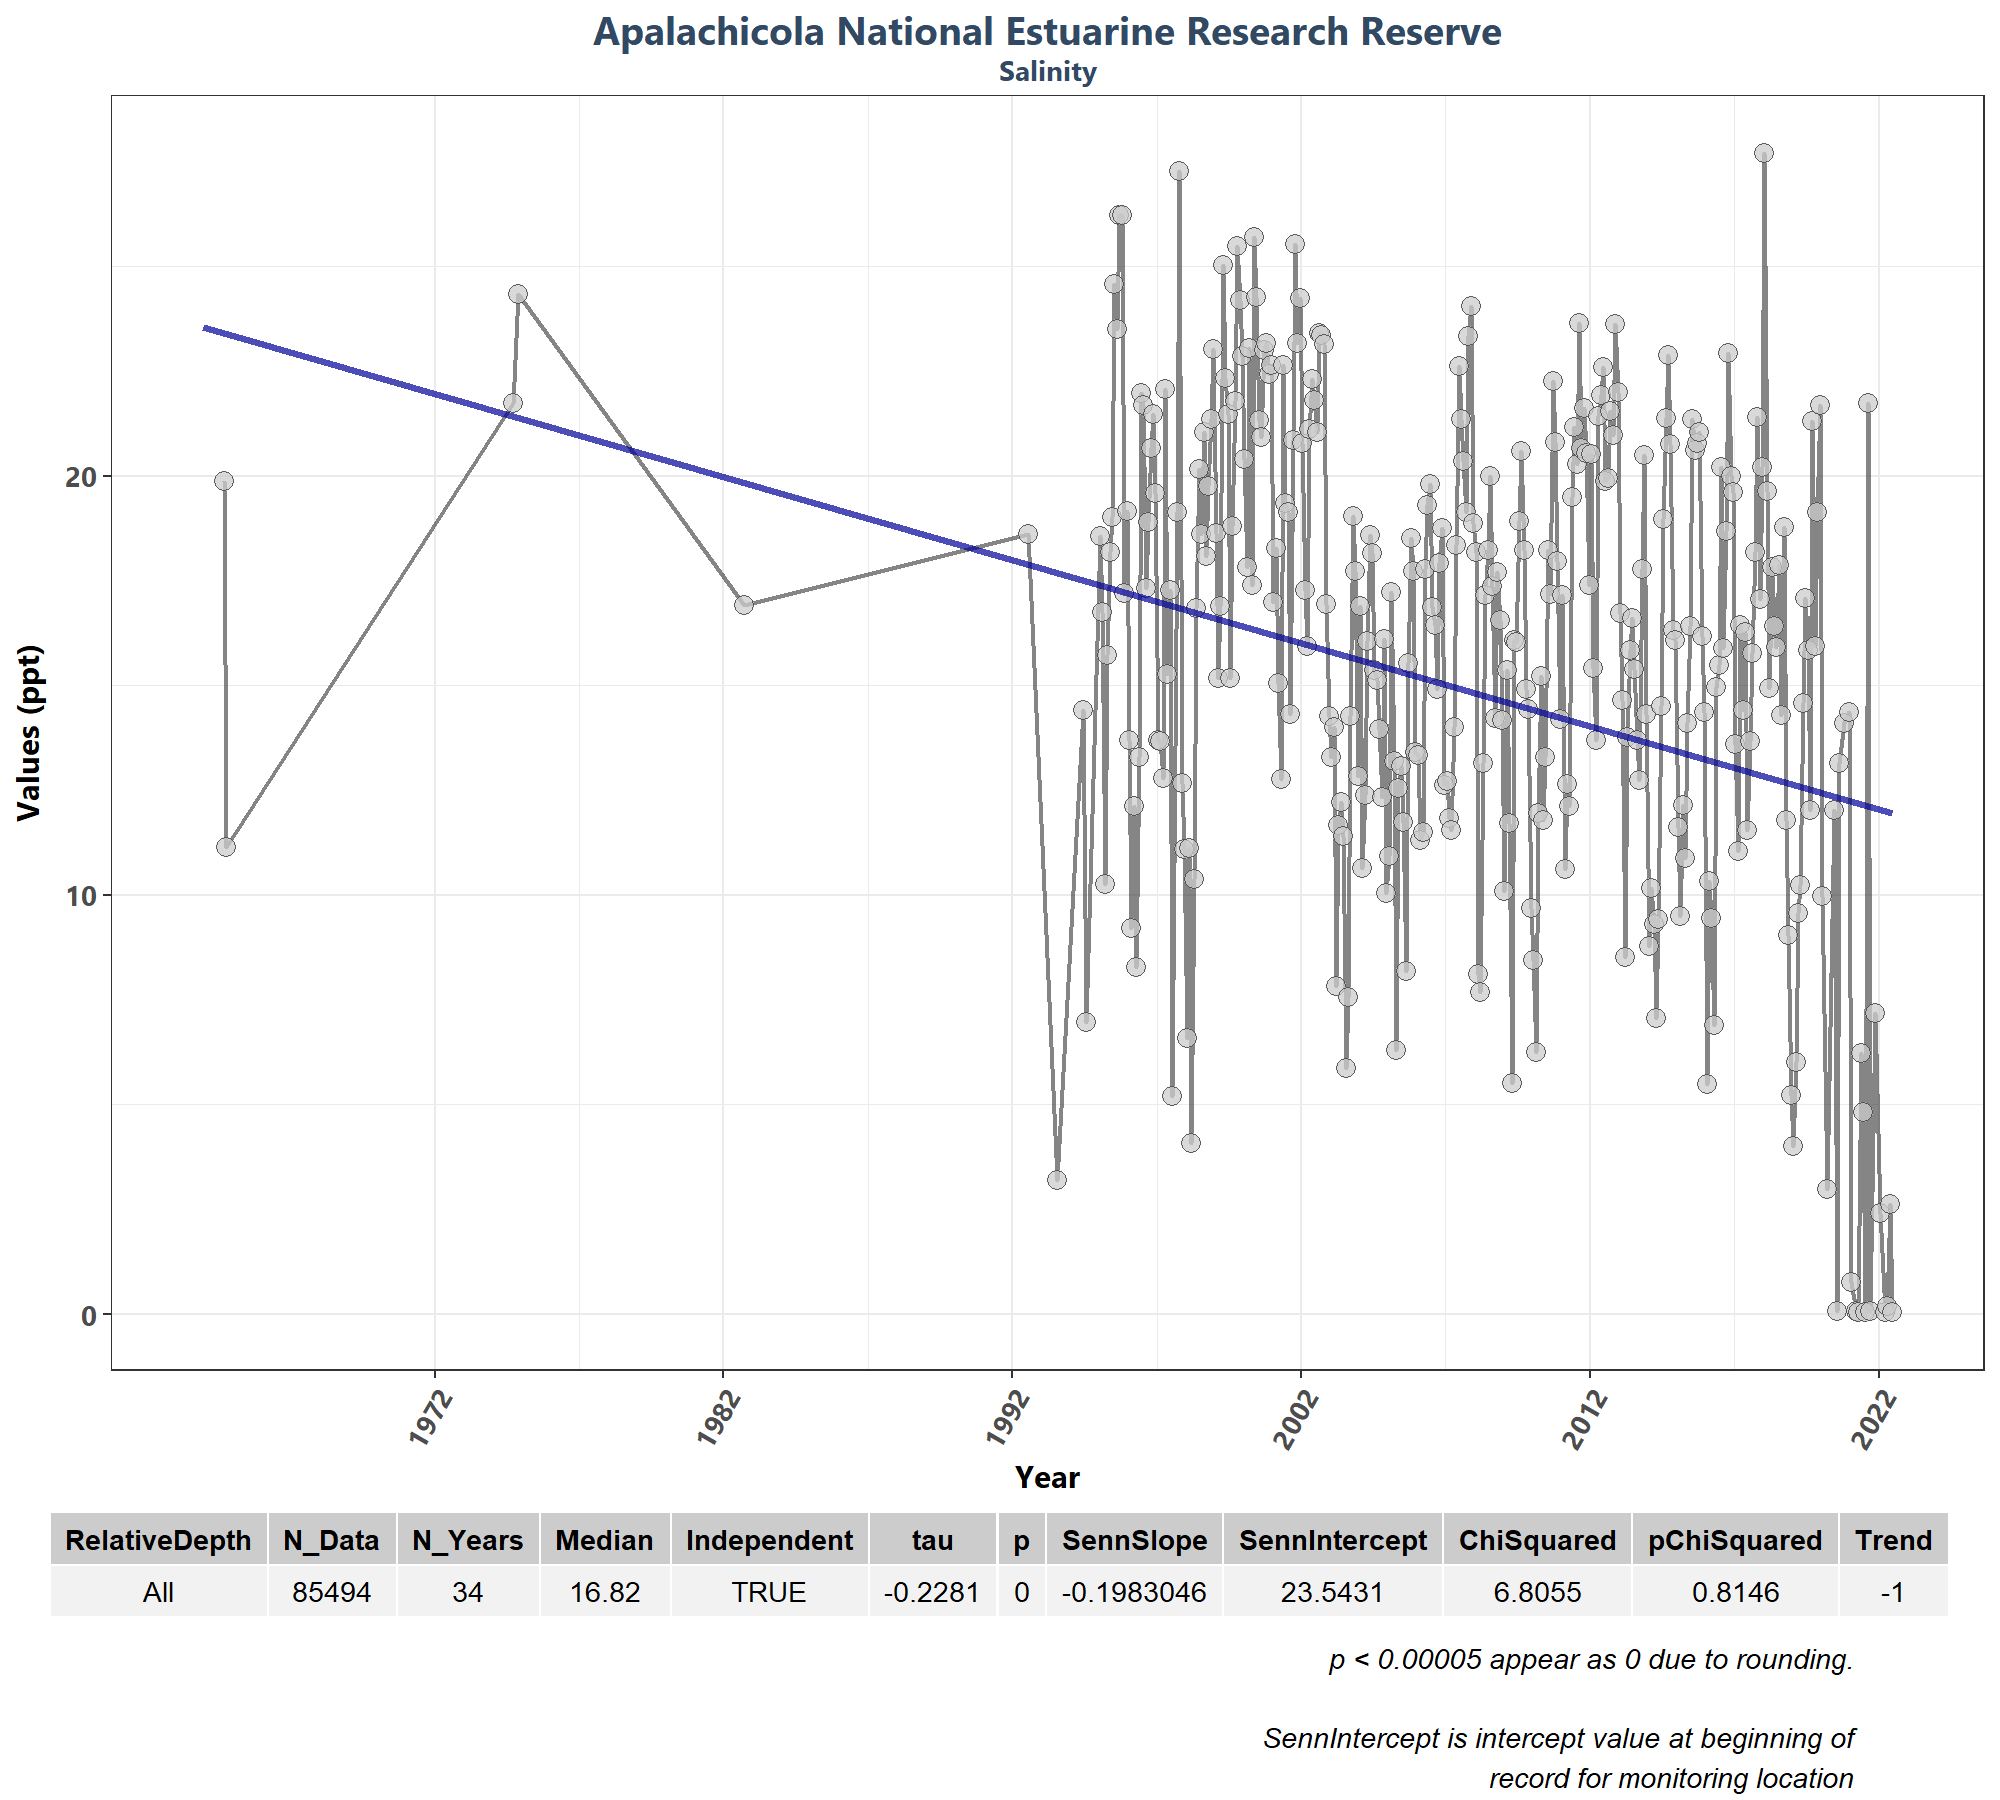 Apalachicola National Estuarine Research Reserve
Salinity
Values (ppt)
20
10
0
1972
1982
1992
2002
2012
2022
Year
RelativeDepth N_Data N_Years Median Independent tau p SennSlope SennIntercept ChiSquared pChiSquared Trend
All 85494 34 16.82 TRUE -0.2281 0 -0.1983046 23.5431 6.8055 0.8146 -1
p < 0.00005 appear as 0 due to rounding.
SennIntercept is intercept value at beginning of
record for monitoring location